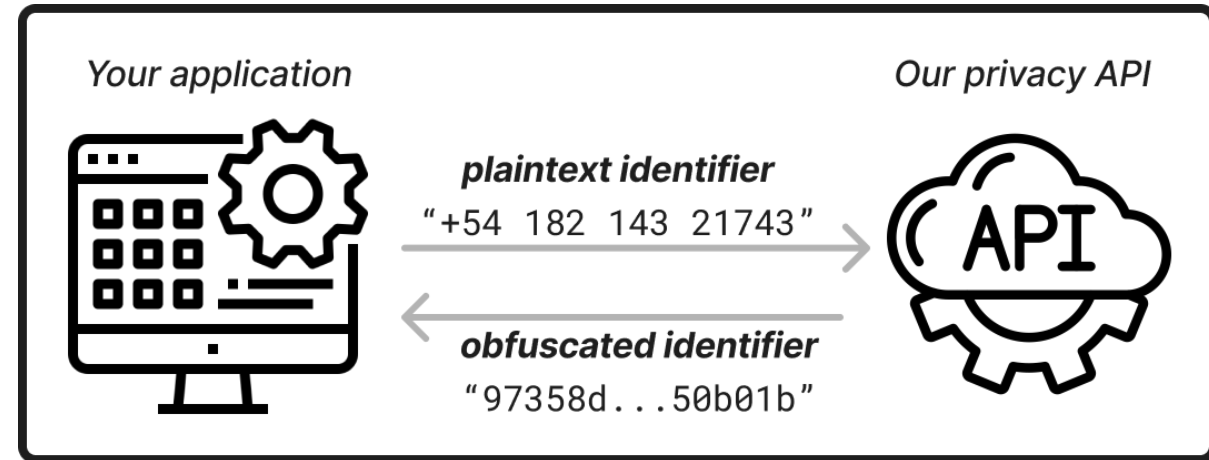 Your application
Our privacy API
plaintext identifier
“+54 182 143 21743”
API
obfuscated identifier
“97358d...50b01b”